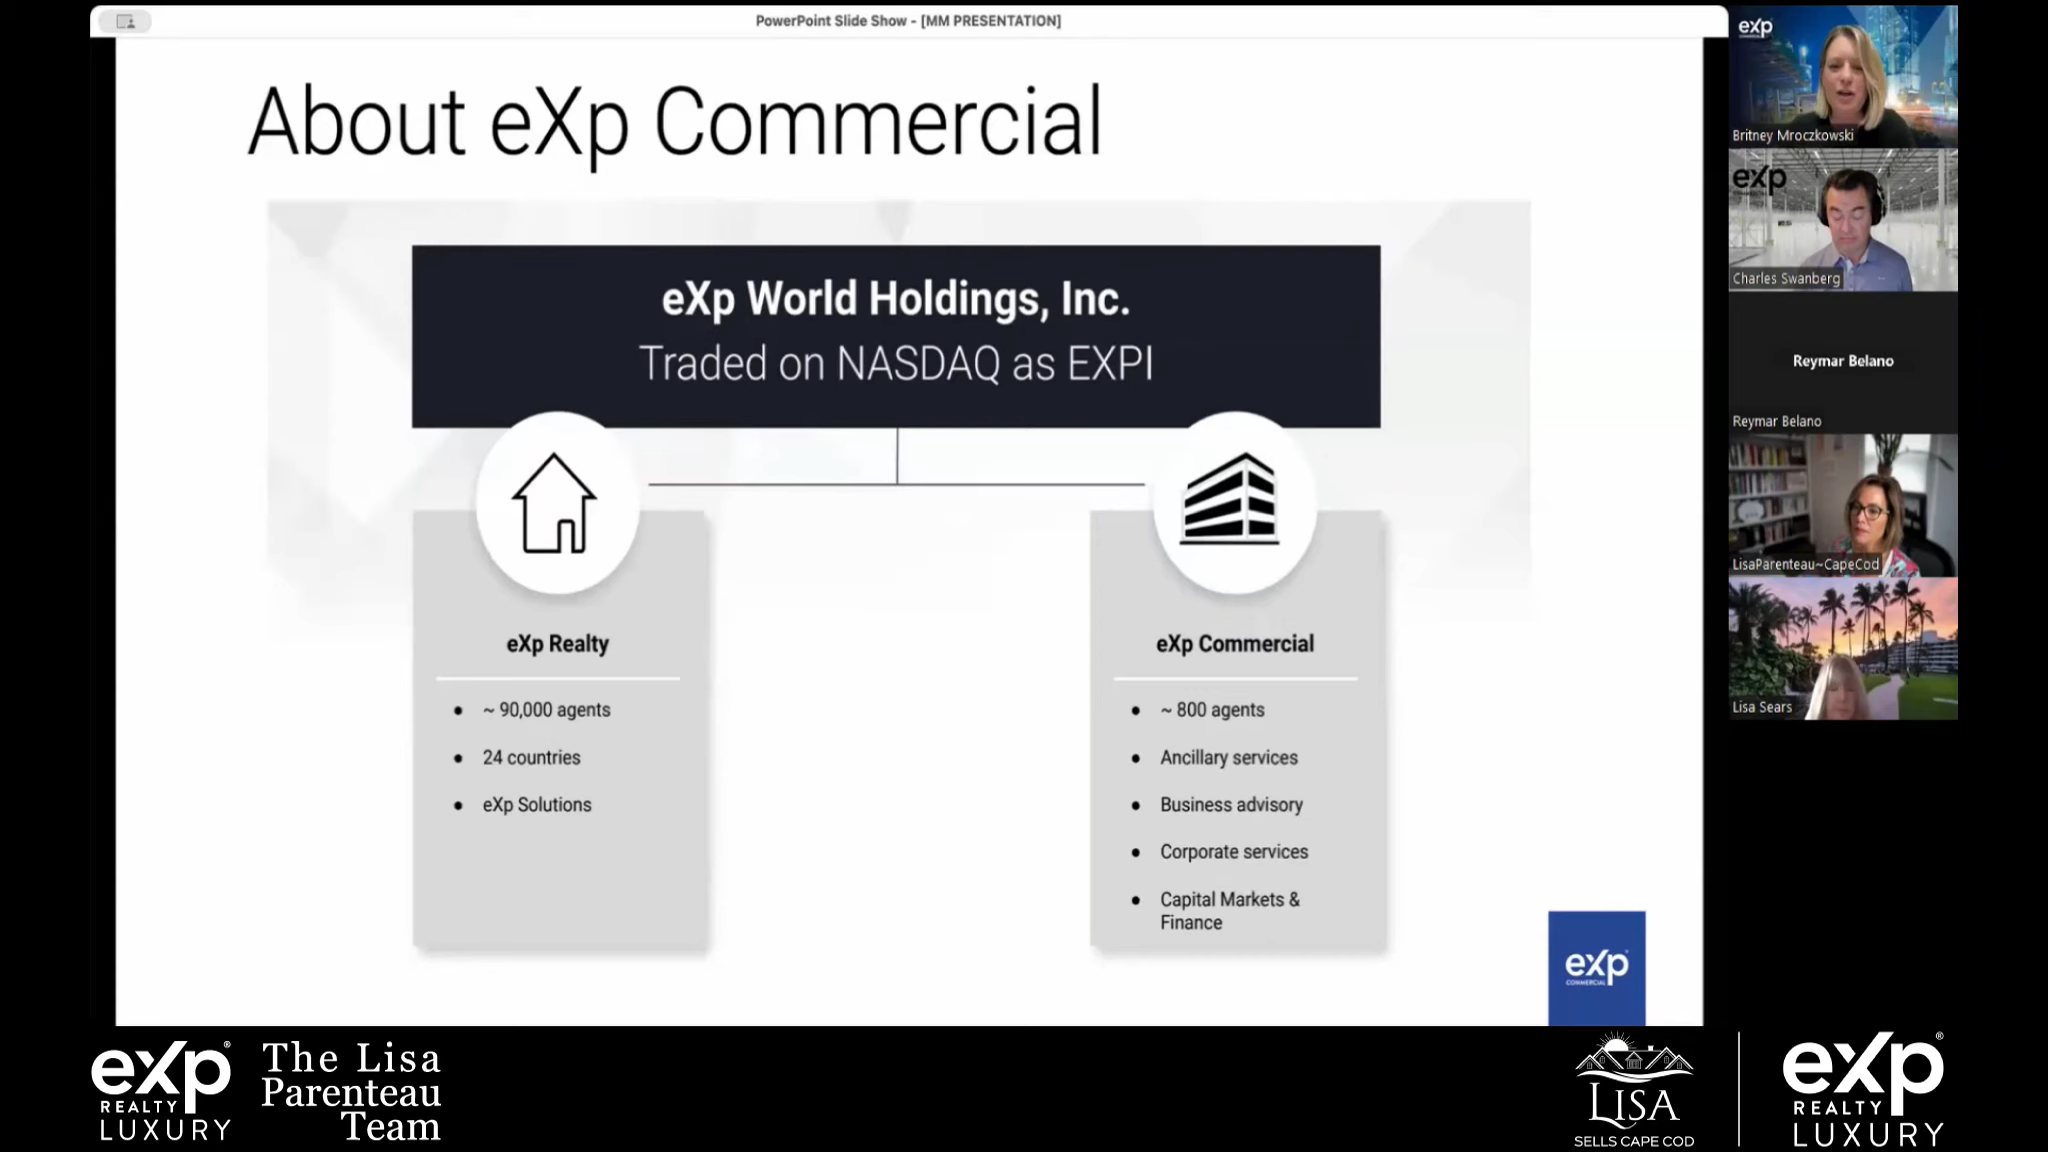 PowerPoint Slide Show - [MM PRESENTATION]
About eXp Commercial
eXp World Holdings, Inc.
Traded on NASDAQ as EXPI
eXp Realty
• ~ 90,000 agents
• 24 countries
• eXp Solutions
eXp Commercial
• ~ 800 agents
• Ancillary services
• Business advisory
• Corporate services
• Capital Markets &
Finance
exp
COMMERCIAL
exp
Britney Mroczkowski
exp
Charles Swanberg
Reymar Belano
Reymar Belano
LisaParenteau~CapeCod
Lisa Sears
exp®
REALTY
LUXURY
The Lisa
Parenteau
Team
LISA
SELLS CAPE COD
exp®
REALTY
LUXURY